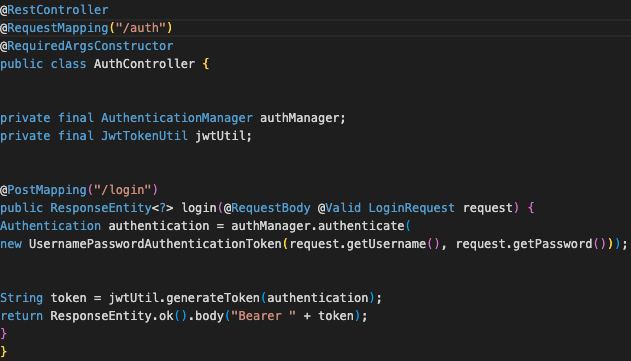 @RestController
@RequestMapping("/auth")
@RequiredArgsConstructor
public class AuthController {
private final AuthenticationManager authManager;
private final JwtTokenUtil jwtUtil;
@PostMapping("/login")
public ResponseEntity<?> login(@RequestBody @Valid LoginRequest request) {
Authentication authentication = authManager.authenticate(
new UsernamePasswordAuthenticationToken(request.getUsername(), request.getPassword()));
String token = jwtUtil.generateToken(authentication);
return ResponseEntity.ok().body("Bearer " + token);
}
}